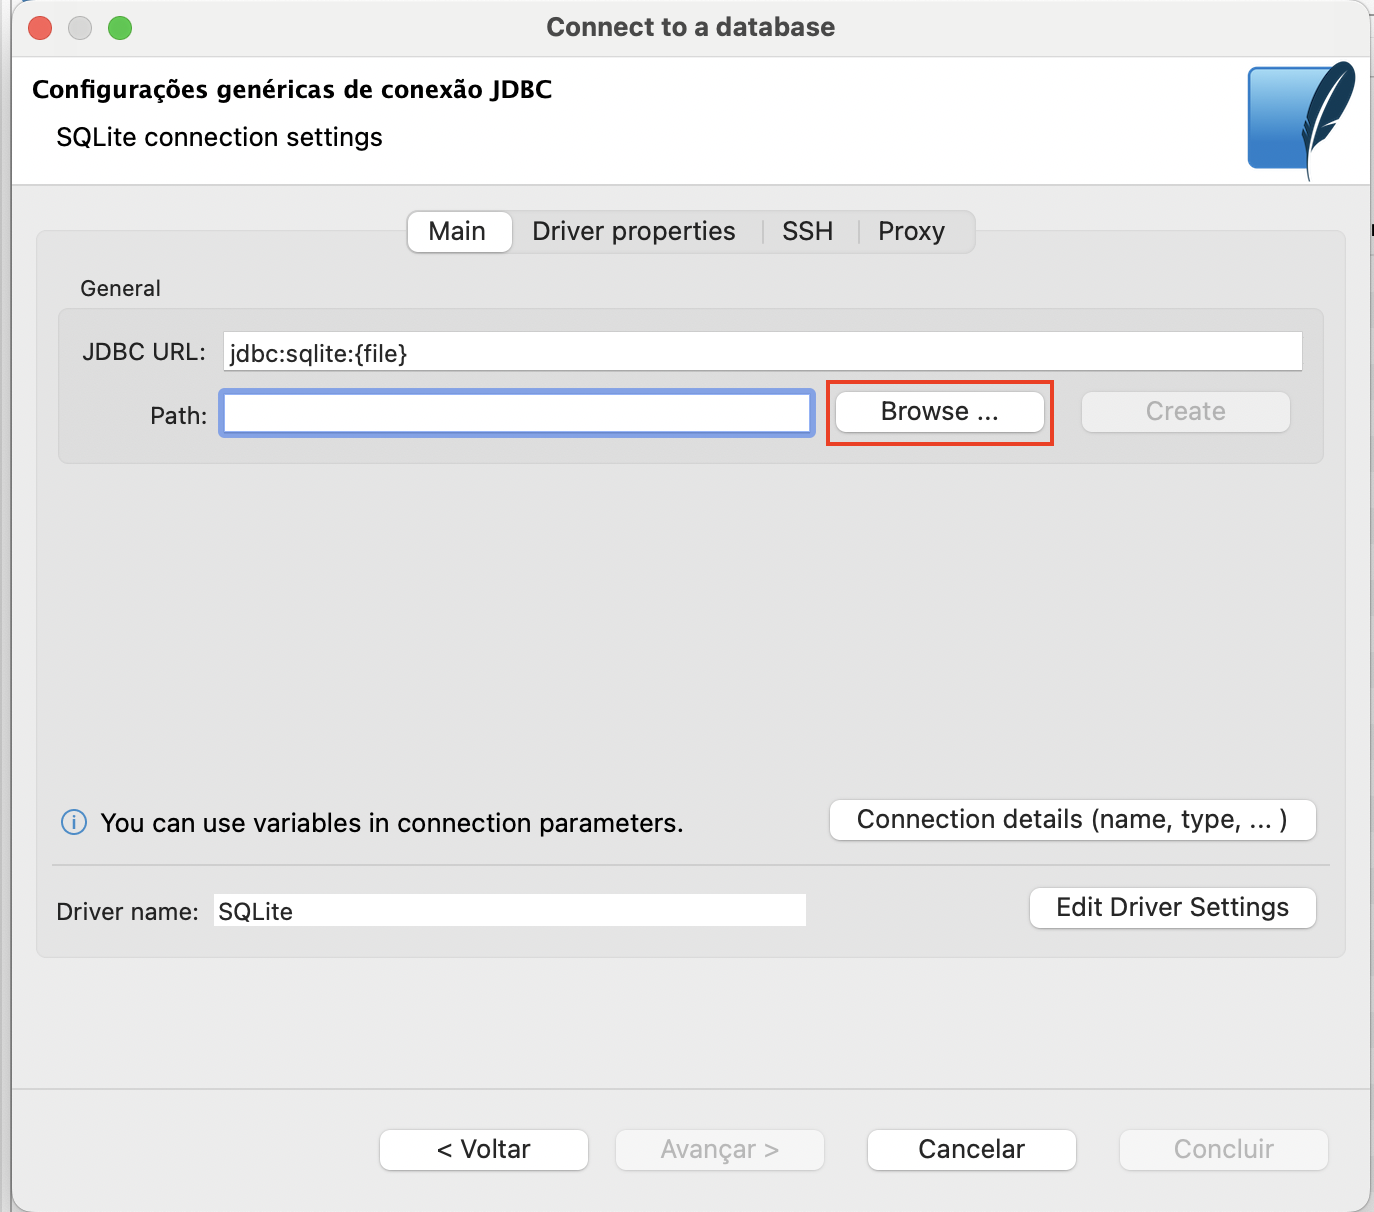 Connect to a database
Configurações genéricas de conexão JDBC
SQLite connection settings
Main Driver properties SSH Proxy
General
JDBC URL: jdbc:sqlite:{file}
Path: Browse ... Create
You can use variables in connection parameters. Connection details (name, type, ... )
Driver name: SQLite Edit Driver Settings
< Voltar Avançar > Cancelar Concluir